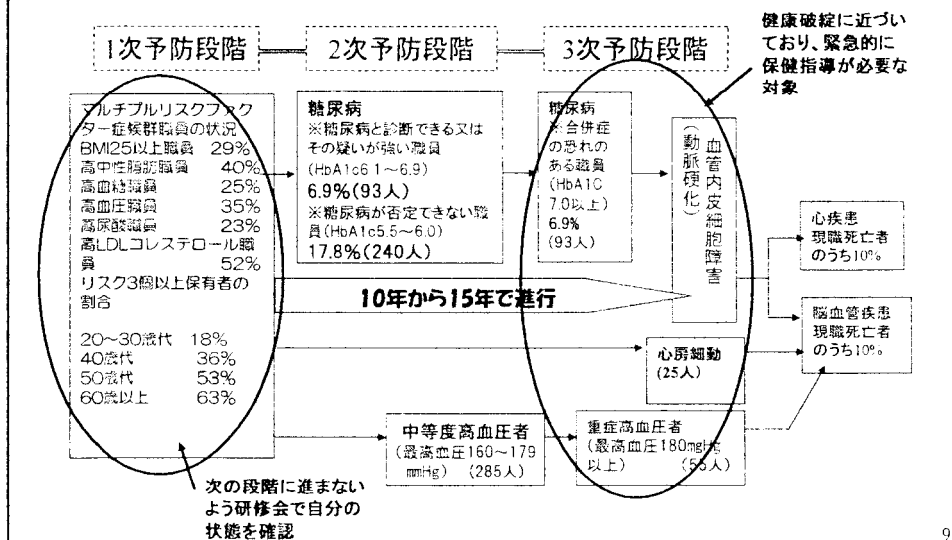 1次予防段階
2次予防段階
3次予防段階
健康破綻に近づい
ており、緊急的に
保健指導が必要な
対象
マルチプルリスクファク
ター症候群職員の状況
BMI25以上職員 29%
高中性脂肪職員 40%
高血糖職員 25%
高血圧職員 35%
高尿酸職員 23%
高LDLコレステロール職
員 52%
リスク3個以上保有者の
割合
20~30歳代 18%
40歳代 36%
50歳代 53%
60歳以上 63%
糖尿病
※糖尿病と診断できる又は
その疑いが強い職員
(HbA1c6.1~6.9)
6.9%(93人)
※糖尿病が否定できない職
員(HbA1c5.5~6.0)
17.8%(240人)
糖尿病
※合併症
の恐れの
ある職員
(HbA1C
7.0以上)
6.9%
(93人)
血管内皮細胞障害
(動脈硬化)
心疾患
現職死亡者
のうち10%
10年から15年で進行
脳血管疾患
現職死亡者
のうち10%
心房細動
(25人)
中等度高血圧者
(最高血圧160~179
mmHg) (285人)
重症高血圧者
(最高血圧180mmHg
以上) (55人)
次の段階に進まない
よう研修会で自分の
状態を確認
9